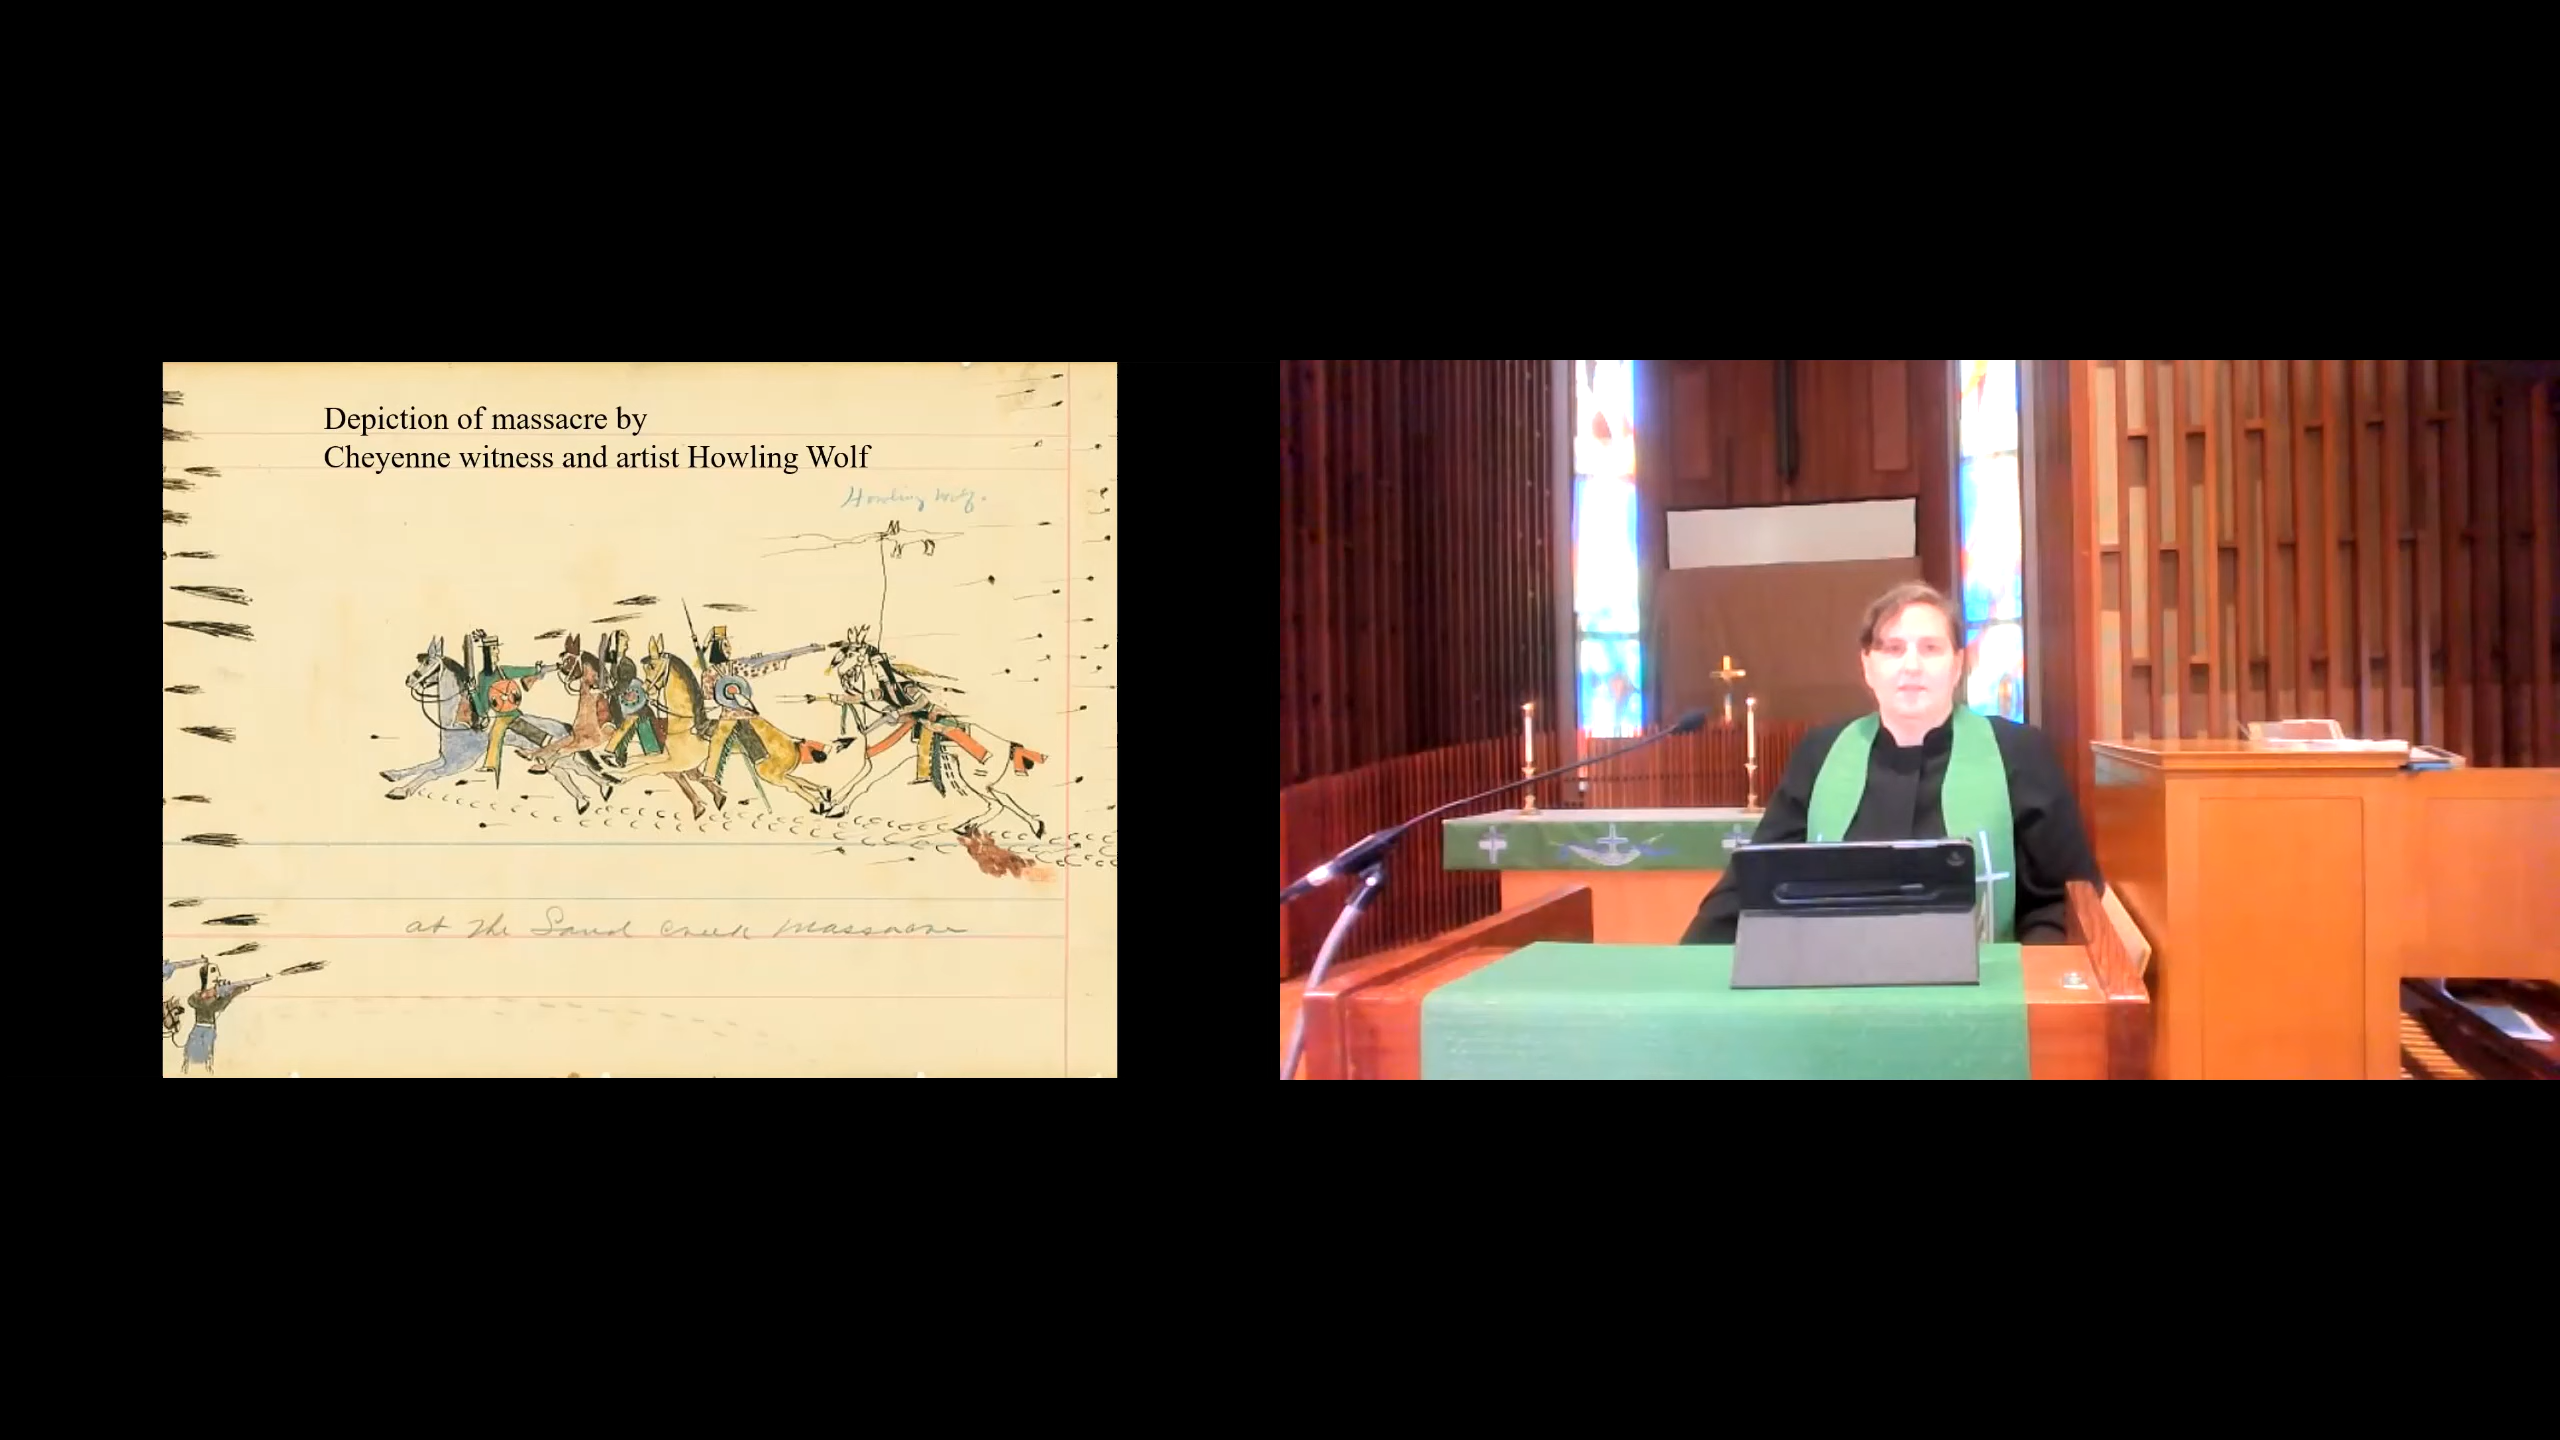 Depiction of massacre by
Cheyenne witness and artist Howling Wolf
Howling Wolf.
at the Sand Creek Massacre